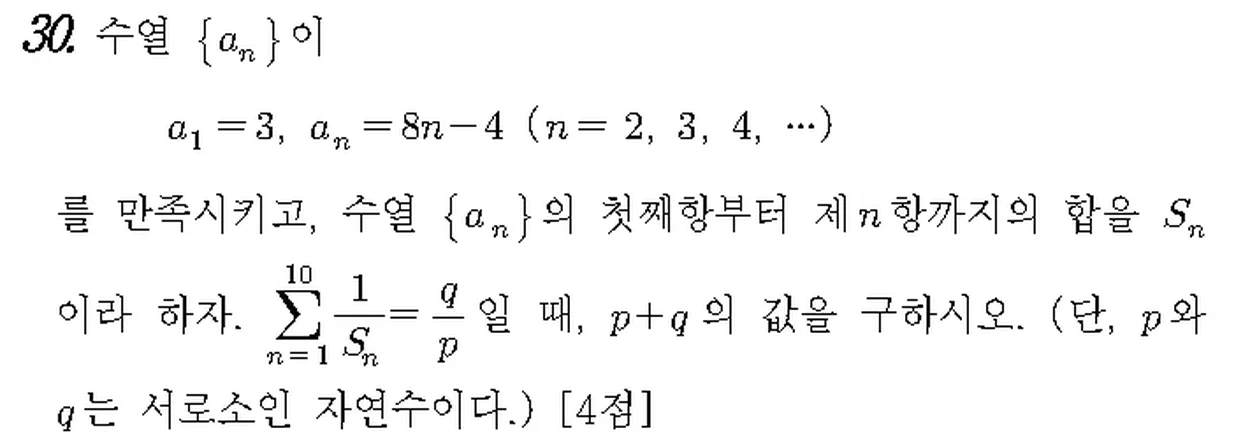 30. 수열 {aₙ}이
a₁ = 3, aₙ = 8n − 4 (n = 2, 3, 4, ⋯)
를 만족시키고, 수열 {aₙ}의 첫째항부터 제n항까지의 합을 Sₙ
이라 하자. ∑_{n=1}^{10} 1/Sₙ = q/p 일 때, p+q의 값을 구하시오. (단, p와
q는 서로소인 자연수이다.) [4점]